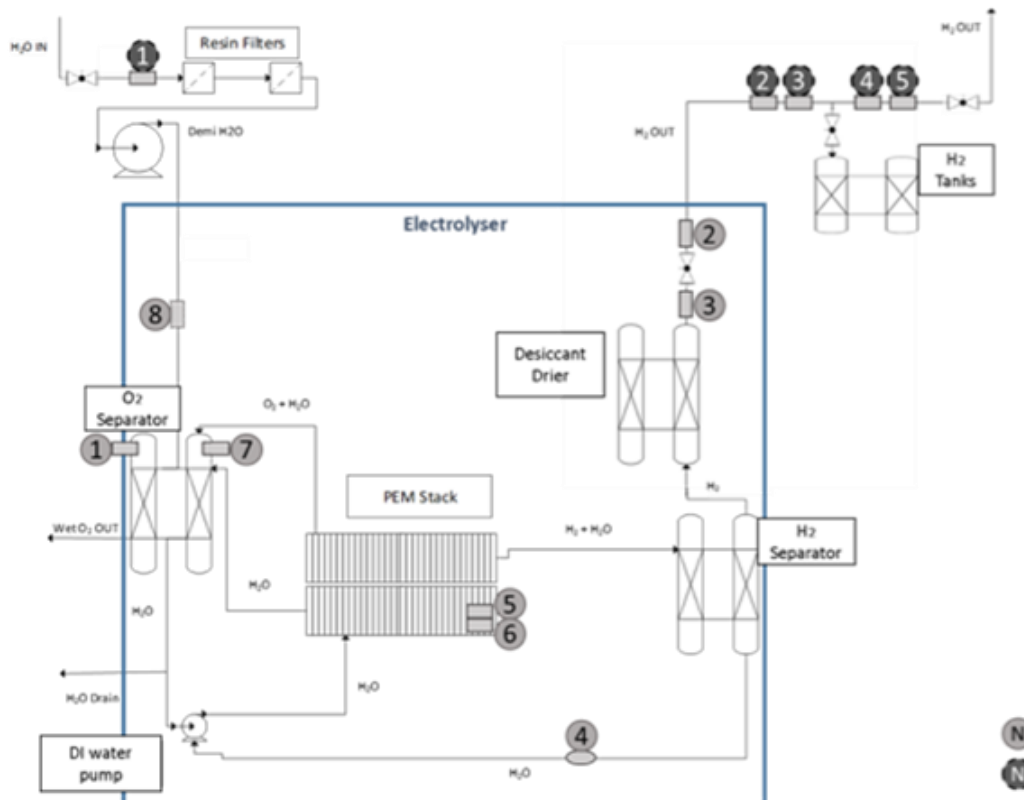 H₂O IN
1
Resin Filters
Demi H2O
H₂ OUT
2
3
4
5
H₂ OUT
H2
Tanks
Electrolyser
2
3
8
Desiccant
Drier
O2
Separator
1
7
O₂ + H₂O
PEM Stack
H₂
Wet O₂ OUT
H₂ + H₂O
H2
Separator
H₂O
H₂O
5
6
H₂O
H₂O Drain
4
DI water
pump
H₂O
N
N